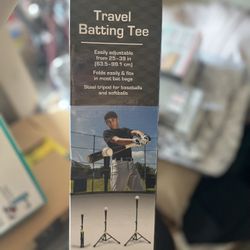 Travel
Batting Tee
Easily adjustable
from 25–39 in
(63.5–99.1 cm)
Folds easily & fits
in most bat bags
Steel tripod for baseballs
and softballs